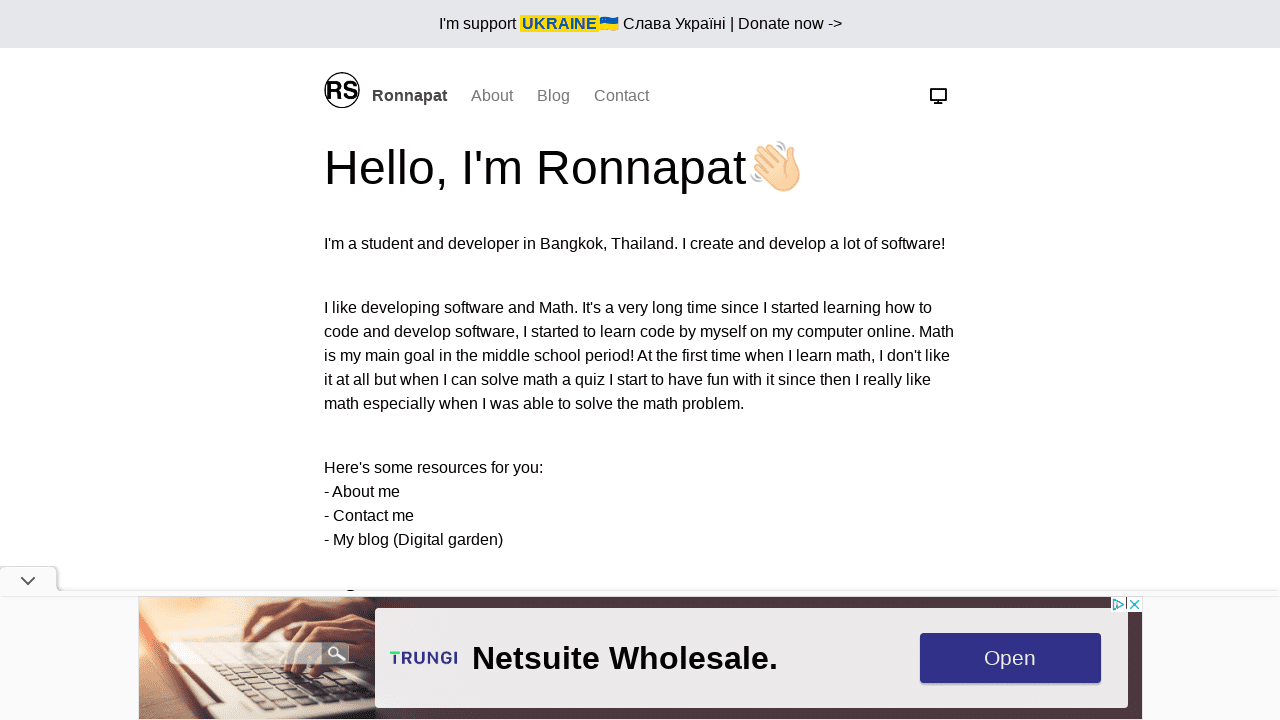 I'm support UKRAINE🇺🇦 Слава Україні | Donate now ->
RS Ronnapat About Blog Contact
Hello, I'm Ronnapat👋🏻
I'm a student and developer in Bangkok, Thailand. I create and develop a lot of software!
I like developing software and Math. It's a very long time since I started learning how to
code and develop software, I started to learn code by myself on my computer online. Math
is my main goal in the middle school period! At the first time when I learn math, I don't like
it at all but when I can solve math a quiz I start to have fun with it since then I really like
math especially when I was able to solve the math problem.
Here's some resources for you:
- About me
- Contact me
- My blog (Digital garden)
TRUNGI Netsuite Wholesale. Open